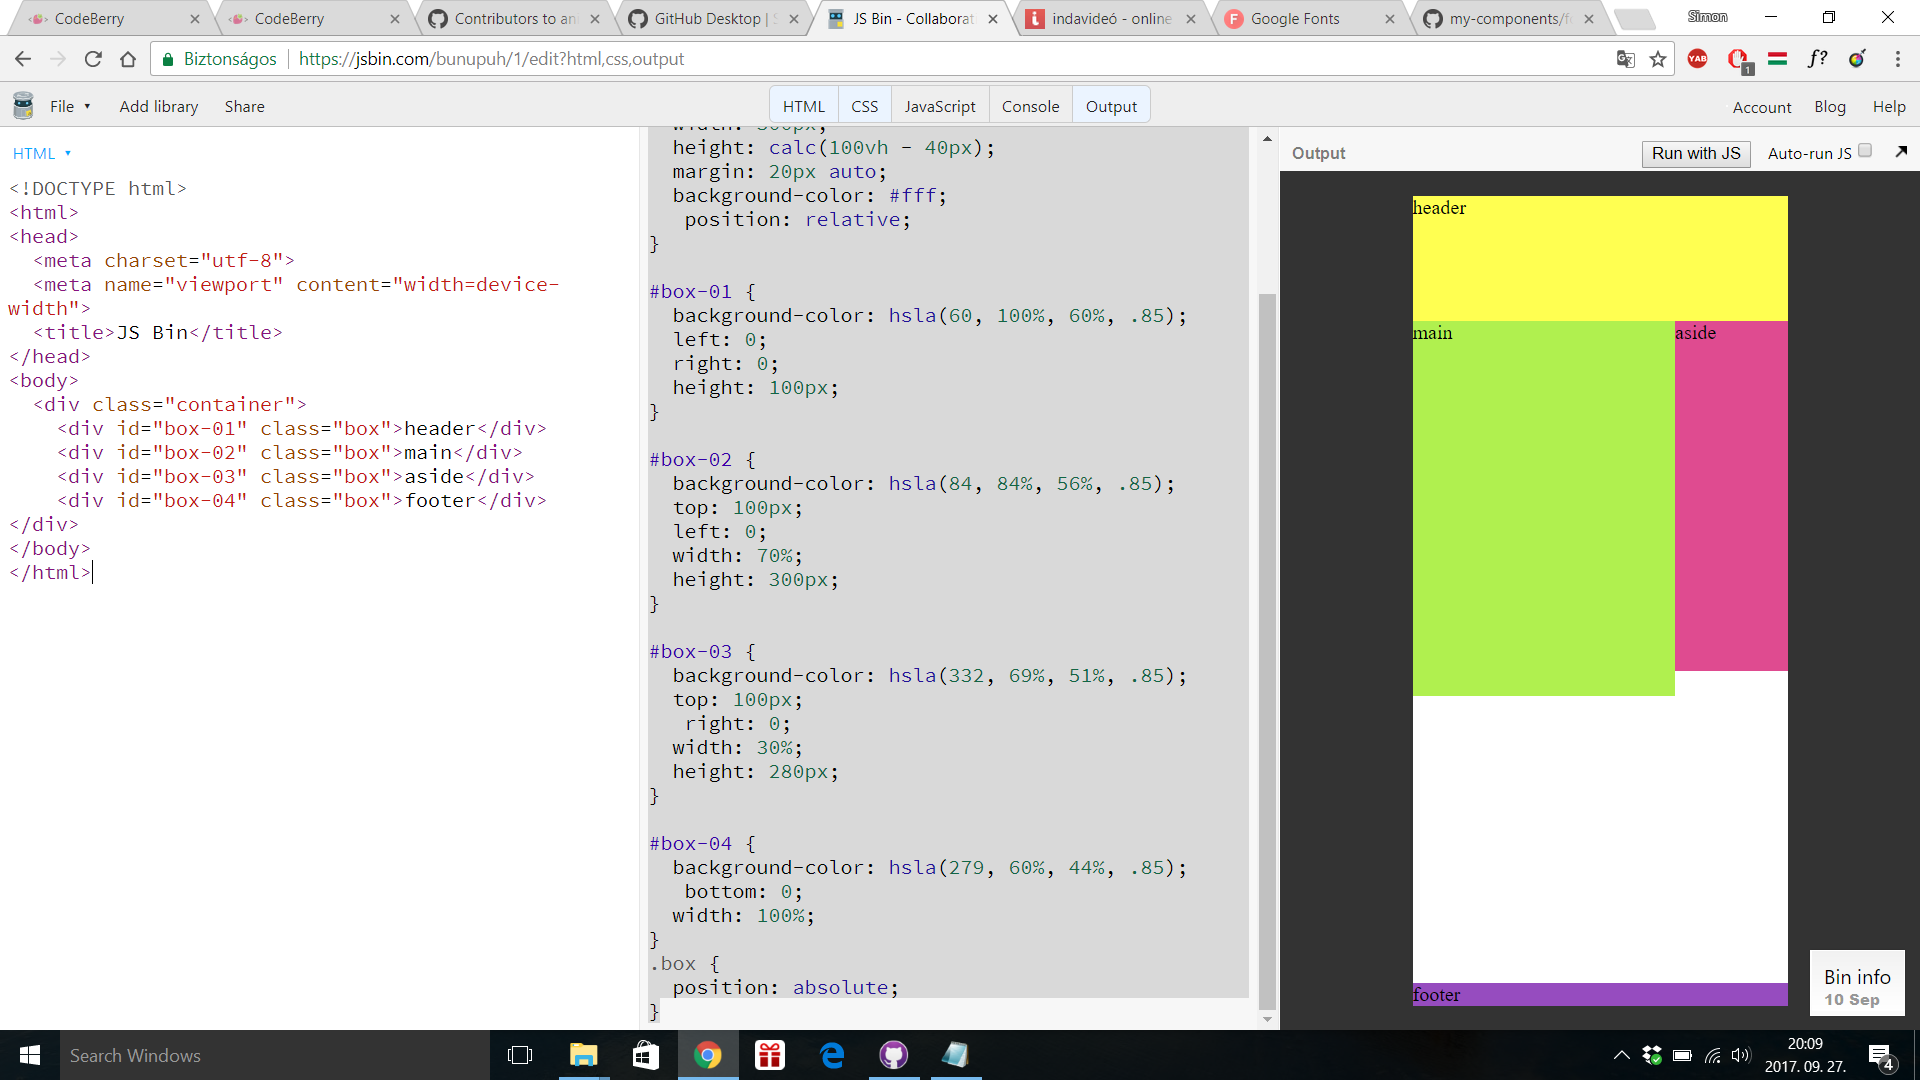 CodeBerry
CodeBerry
Contributors to an
GitHub Desktop | S
JS Bin - Collaborat
indavideó - online
Google Fonts
my-components/f
Simon
Biztonságos
https://jsbin.com/bunupuh/1/edit?html,css,output
YAB
1
f?
File
Add library
Share
HTML
CSS
JavaScript
Console
Output
Account
Blog
Help
HTML
<!DOCTYPE html>
<html>
<head>
<meta charset="utf-8">
<meta name="viewport" content="width=device-
width">
<title>JS Bin</title>
</head>
<body>
<div class="container">
<div id="box-01" class="box">header</div>
<div id="box-02" class="box">main</div>
<div id="box-03" class="box">aside</div>
<div id="box-04" class="box">footer</div>
</div>
</body>
</html>
width: 300px;
height: calc(100vh - 40px);
margin: 20px auto;
background-color: #fff;
position: relative;
}
#box-01 {
background-color: hsla(60, 100%, 60%, .85);
left: 0;
right: 0;
height: 100px;
}
#box-02 {
background-color: hsla(84, 84%, 56%, .85);
top: 100px;
left: 0;
width: 70%;
height: 300px;
}
#box-03 {
background-color: hsla(332, 69%, 51%, .85);
top: 100px;
right: 0;
width: 30%;
height: 280px;
}
#box-04 {
background-color: hsla(279, 60%, 44%, .85);
bottom: 0;
width: 100%;
}
.box {
position: absolute;
}
Output
Run with JS
Auto-run JS
header
main
aside
footer
Bin info
10 Sep
Search Windows
20:09
2017. 09. 27.
4